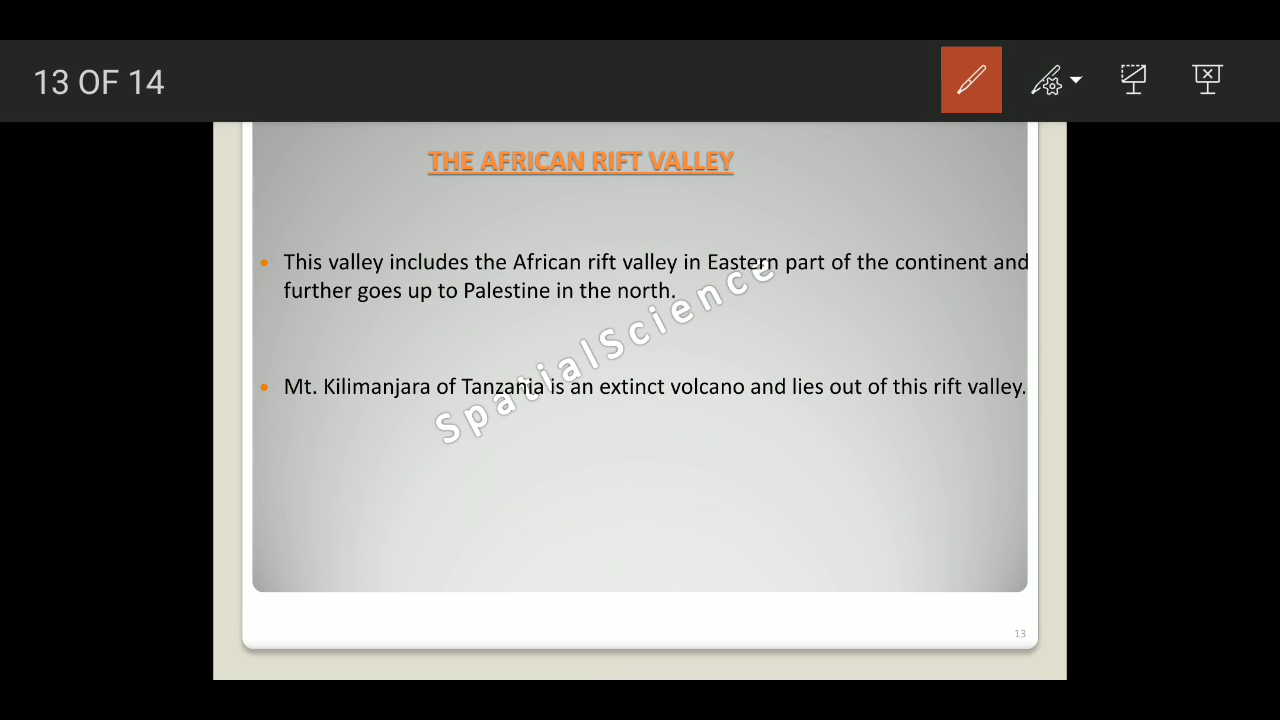 13 OF 14
THE AFRICAN RIFT VALLEY
• This valley includes the African rift valley in Eastern part of the continent and
further goes up to Palestine in the north.
SpatialScience
• Mt. Kilimanjara of Tanzania is an extinct volcano and lies out of this rift valley.
13